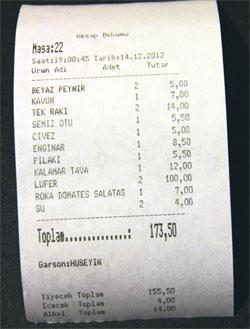 Hesap Dokumu
Masa:22
Saat:19:00:45 Tarih:14.12.2012
Urun Adi Adet Tutar
BEYAZ PEYNIR 2 5,00
KAVUN 1 7,00
TEK RAKI 2 14,00
SEMIZ OTU 1 5,50
CIVEZ 1 5,00
ENGINAR 1 8,50
PILAKI 1 5,50
KALAMAR TAVA 1 12,00
LUFER 2 100,00
ROKA DOMATES SALATAS 1 7,00
SU 2 4,00
Toplam..............: 173,50
Garson:HUSEYIN
Yiyecek Toplam 155,50
Icecek Toplam 4,00
Alkol Toplam 14,00